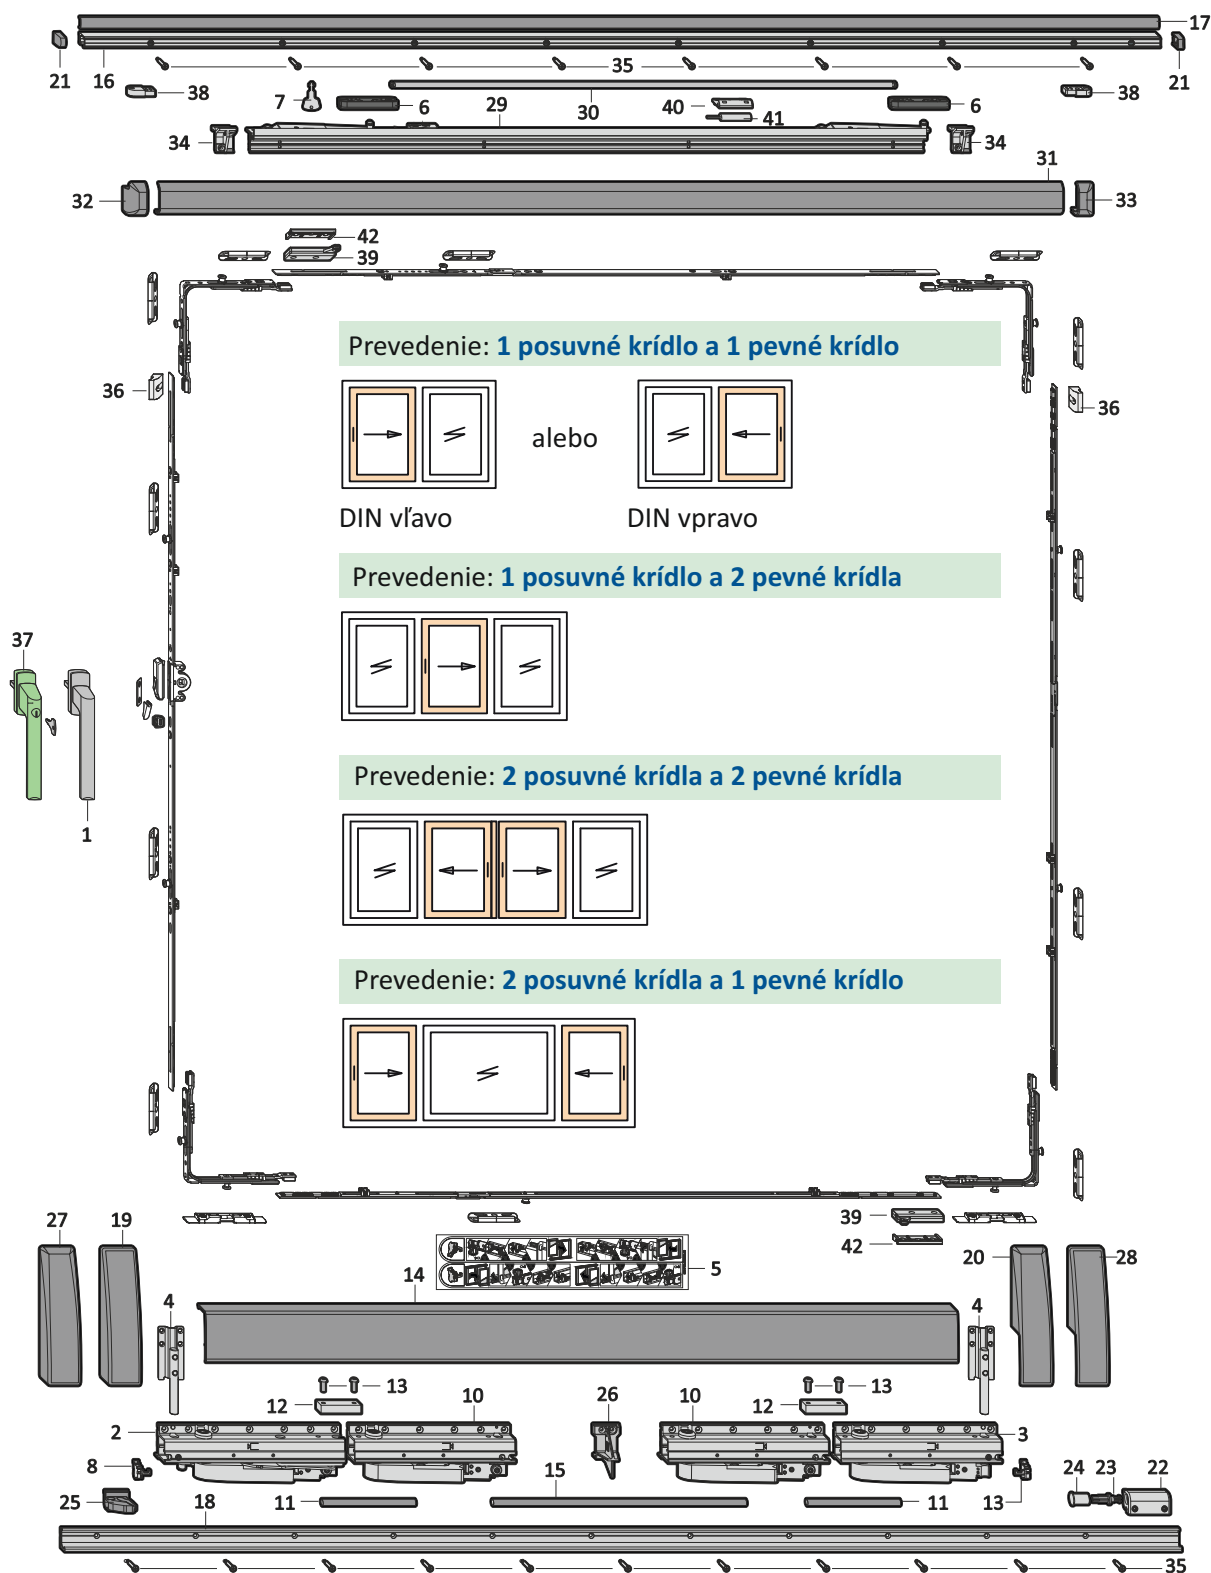 17
21 16 35 21
38 7 6 29 30 40 41 6 38
34 34
31
32 33
42
39
Prevedenie: 1 posuvné krídlo a 1 pevné krídlo
36 36
alebo
DIN vľavo DIN vpravo
Prevedenie: 1 posuvné krídlo a 2 pevné krídla
37
Prevedenie: 2 posuvné krídla a 2 pevné krídla
1
Prevedenie: 2 posuvné krídla a 1 pevné krídlo
27 19 39
42 20 28
14 5
4 4
13 13
12 10 26 10 12
2 3
8 15 24 23 22
25 18 11 11 13
35